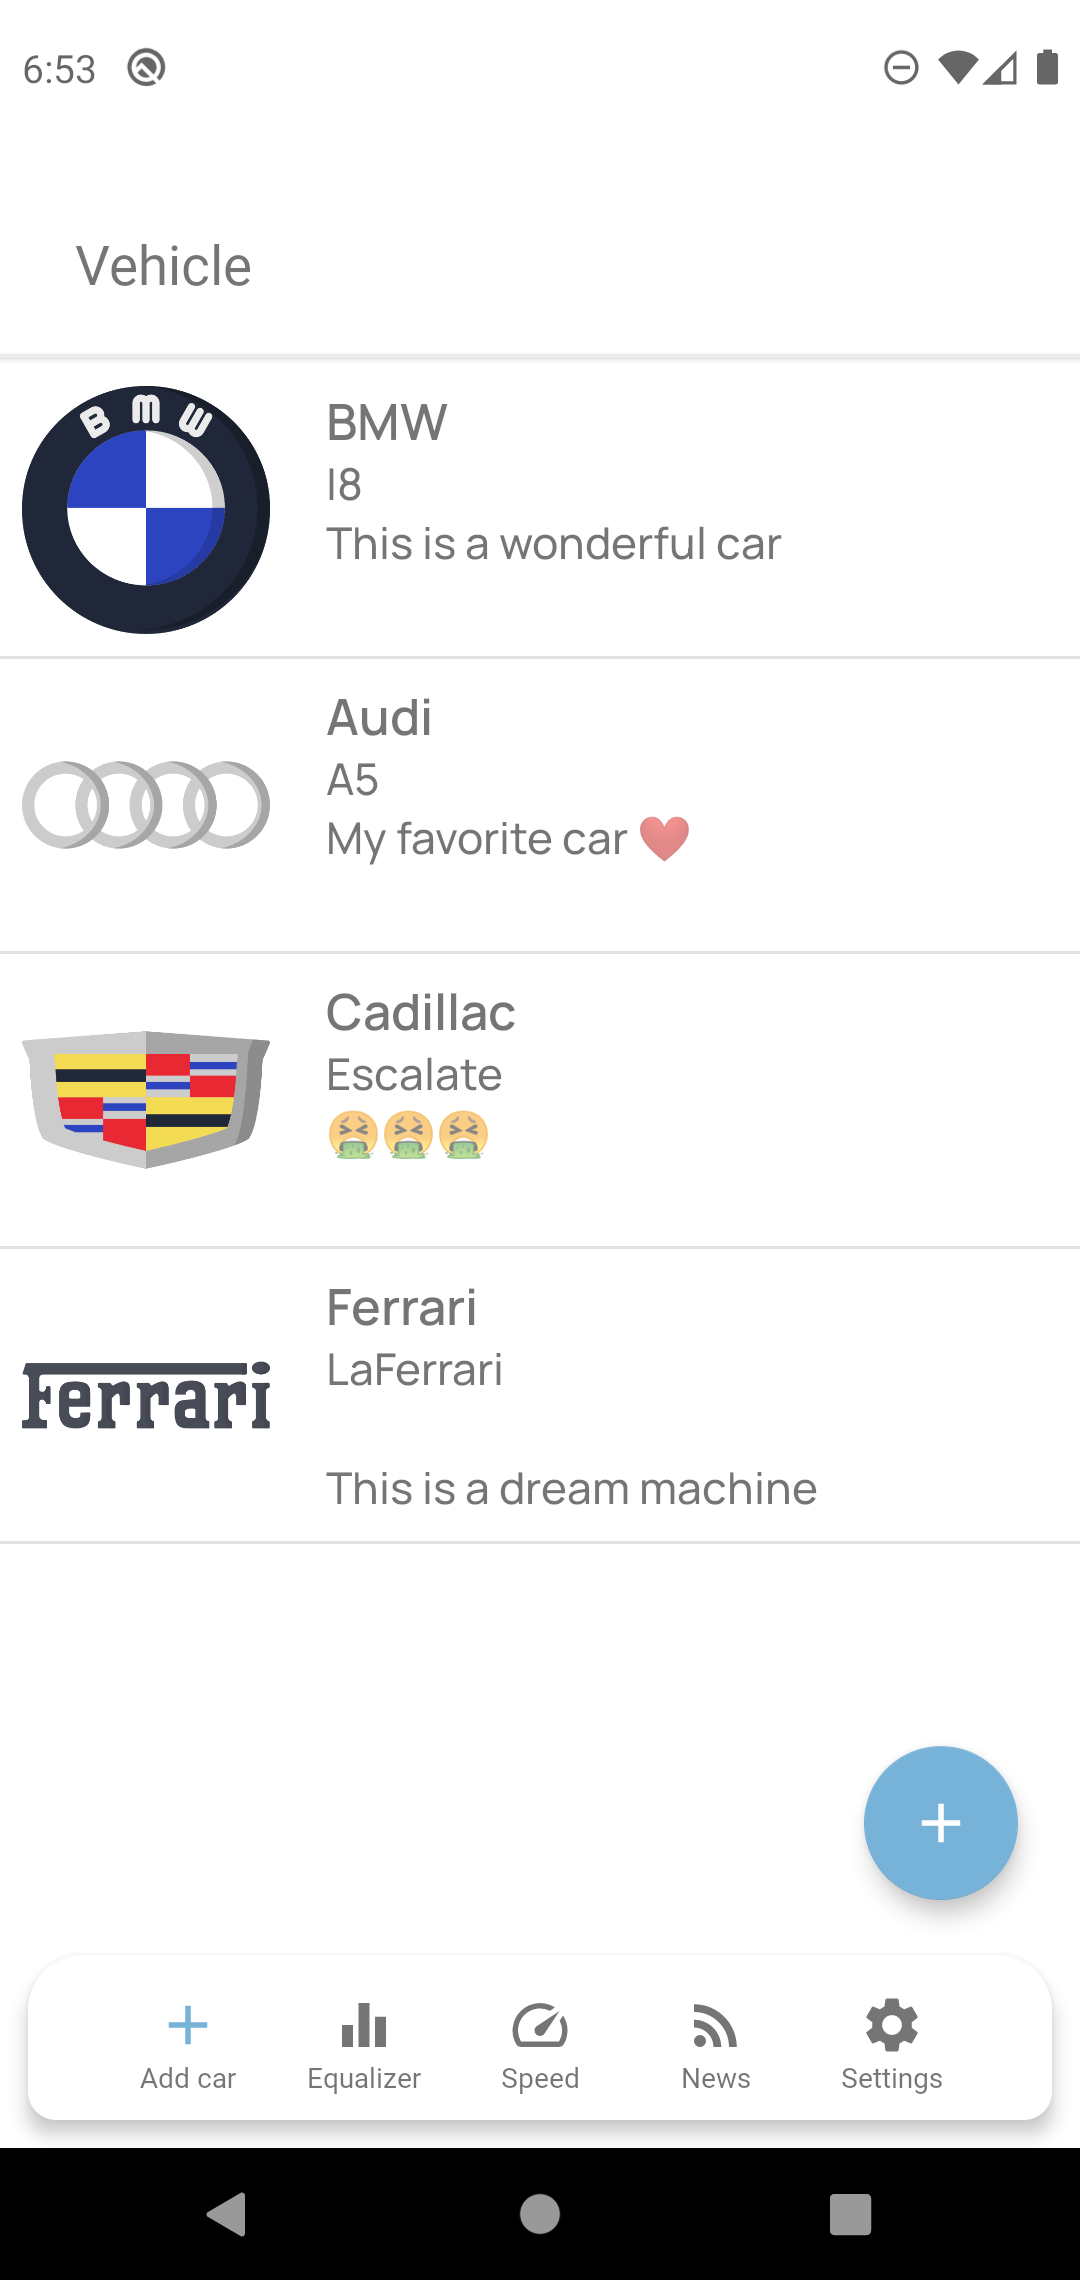 6:53
Vehicle
B M W
BMW
I8
This is a wonderful car
Audi
A5
My favorite car ❤️
Cadillac
Escalate
🤮🤮🤮
Ferrari
Ferrari
LaFerrari
This is a dream machine
Add car
Equalizer
Speed
News
Settings